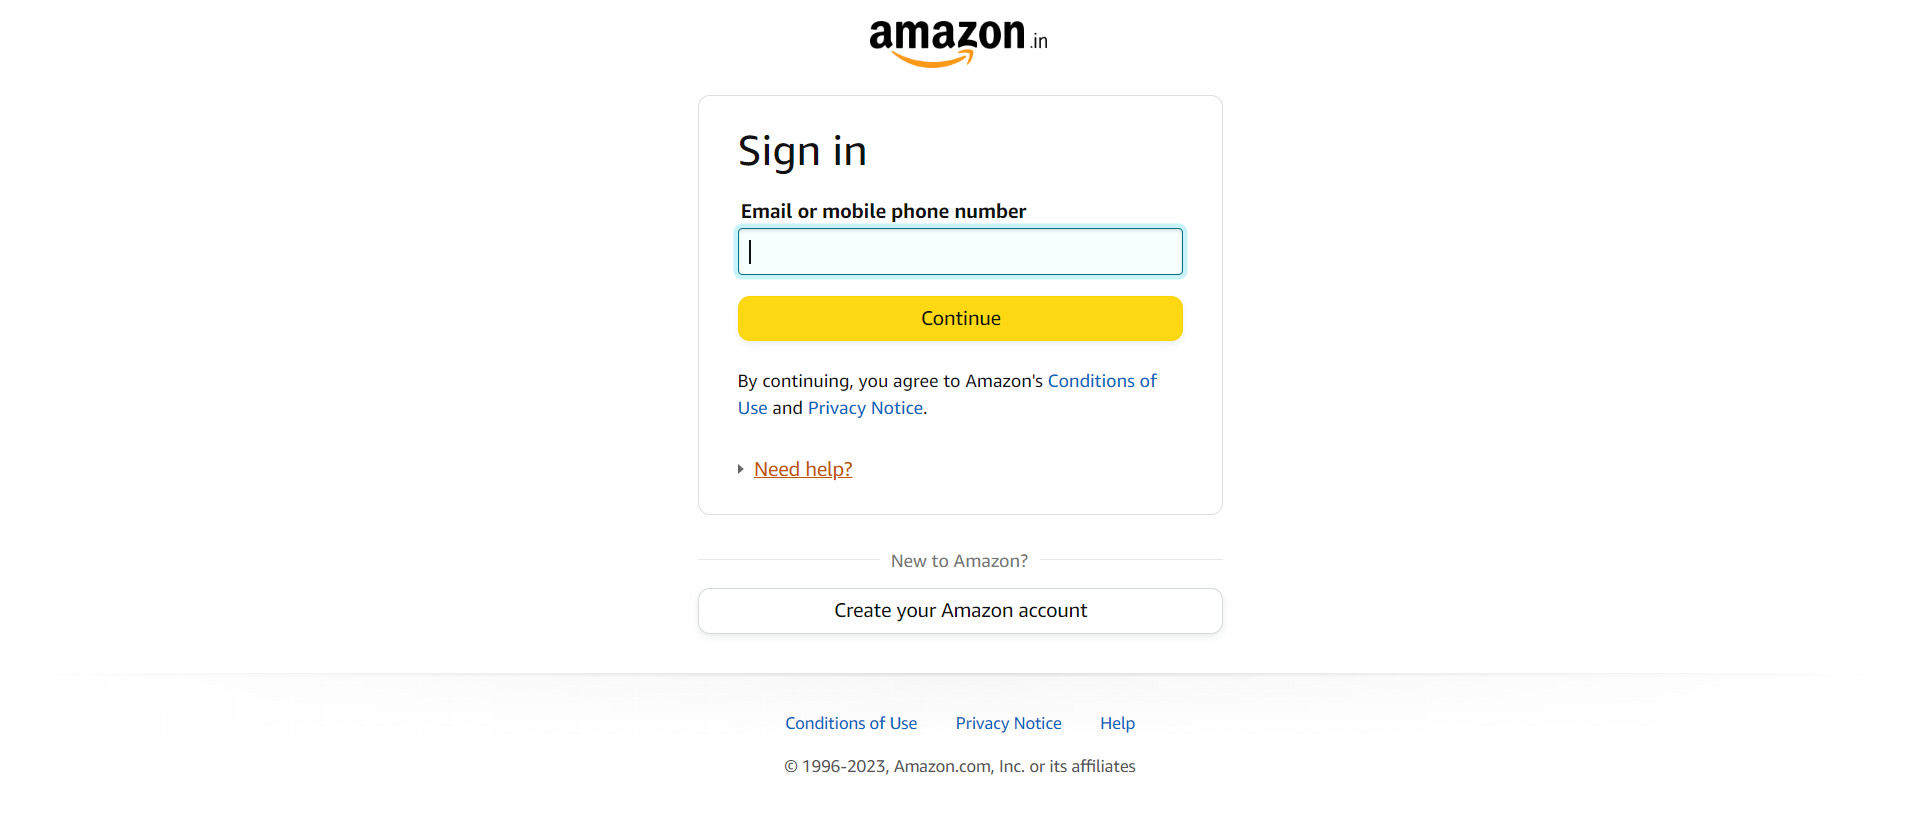 amazon.in
Sign in
Email or mobile phone number
Continue
By continuing, you agree to Amazon's Conditions of
Use and Privacy Notice.
Need help?
New to Amazon?
Create your Amazon account
Conditions of Use Privacy Notice Help
© 1996-2023, Amazon.com, Inc. or its affiliates